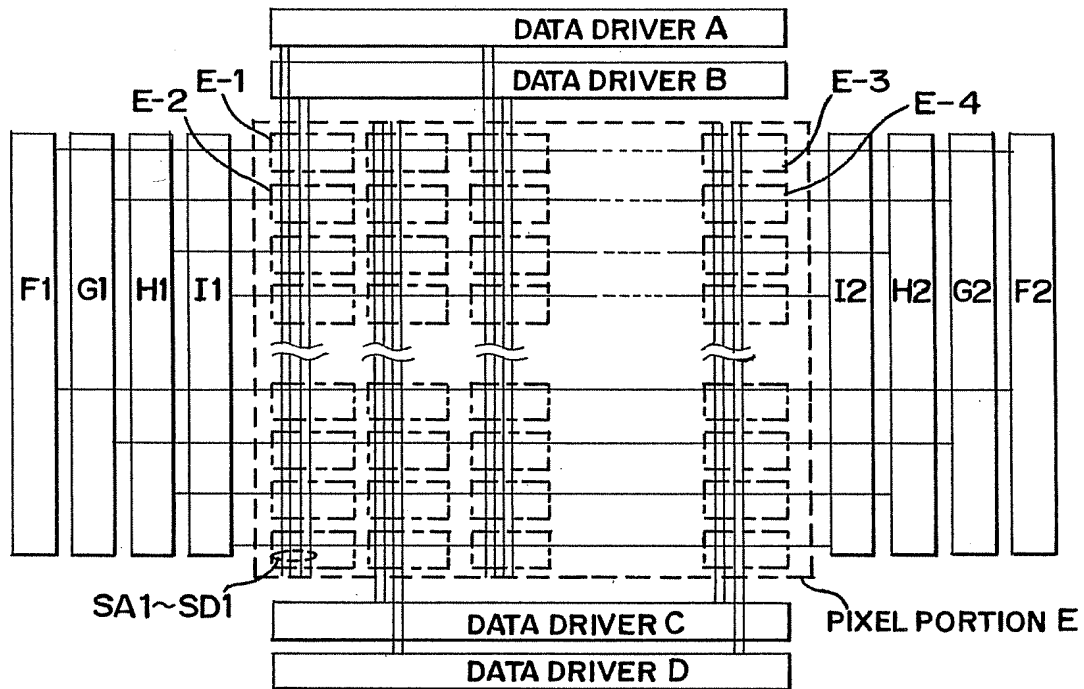 DATA DRIVER A
DATA DRIVER B
E-1
E-2
E-3
E-4
F1 G1 H1 I1 I2 H2 G2 F2
SA1~SD1
PIXEL PORTION E
DATA DRIVER C
DATA DRIVER D